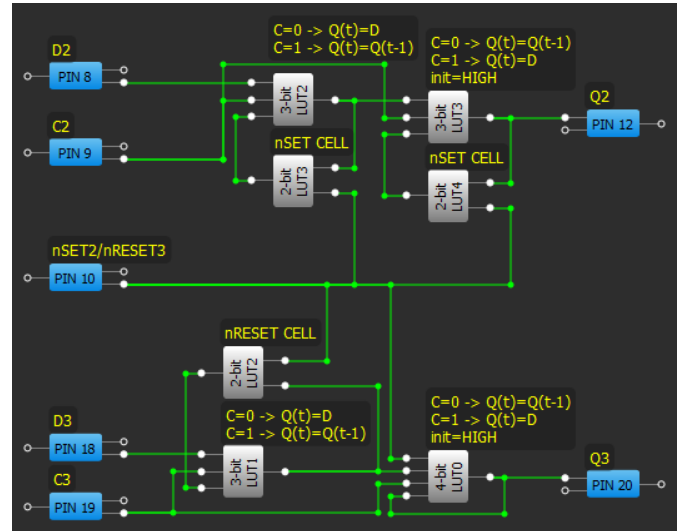 C=0 -> Q(t)=D
C=1 -> Q(t)=Q(t-1)
C=0 -> Q(t)=Q(t-1)
C=1 -> Q(t)=D
init=HIGH
D2
PIN 8
3-bit
LUT2
3-bit
LUT3
Q2
PIN 12
C2
PIN 9
nSET CELL
2-bit
LUT3
nSET CELL
2-bit
LUT4
nSET2/nRESET3
PIN 10
nRESET CELL
2-bit
LUT2
C=0 -> Q(t)=D
C=1 -> Q(t)=Q(t-1)
C=0 -> Q(t)=Q(t-1)
C=1 -> Q(t)=D
init=HIGH
D3
PIN 18
3-bit
LUT1
4-bit
LUT0
Q3
PIN 20
C3
PIN 19